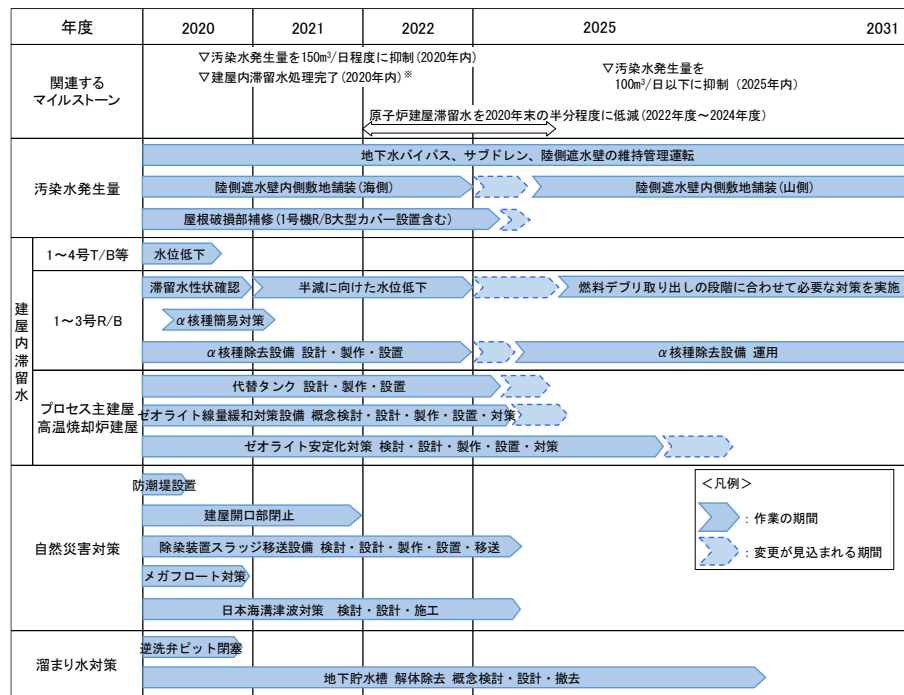 年度
2020
2021
2022
2025
2031
関連する
マイルストーン
▽汚染水発生量を150m³/日程度に抑制(2020年内)
▽建屋内滞留水処理完了(2020年内)※
▽汚染水発生量を
100m³/日以下に抑制（2025年内）
原子炉建屋滞留水を2020年末の半分程度に低減(2022年度～2024年度)
汚染水発生量
地下水バイパス、サブドレン、陸側遮水壁の維持管理運転
陸側遮水壁内側敷地舗装(海側)
陸側遮水壁内側敷地舗装(山側)
屋根破損部補修(1号機R/B大型カバー設置含む)
建屋内滞留水
1～4号T/B等
水位低下
1～3号R/B
滞留水性状確認
半減に向けた水位低下
燃料デブリ取り出しの段階に合わせて必要な対策を実施
α核種簡易対策
α核種除去設備 設計・製作・設置
α核種除去設備 運用
プロセス主建屋
高温焼却炉建屋
代替タンク 設計・製作・設置
ゼオライト線量緩和対策設備 概念検討・設計・製作・設置・対策
ゼオライト安定化対策 検討・設計・製作・設置・対策
自然災害対策
防潮堤設置
建屋開口部閉止
除染装置スラッジ移送設備 検討・設計・製作・設置・移送
メガフロート対策
日本海溝津波対策 検討・設計・施工
＜凡例＞
：作業の期間
：変更が見込まれる期間
溜まり水対策
逆洗弁ピット閉塞
地下貯水槽 解体除去 概念検討・設計・撤去